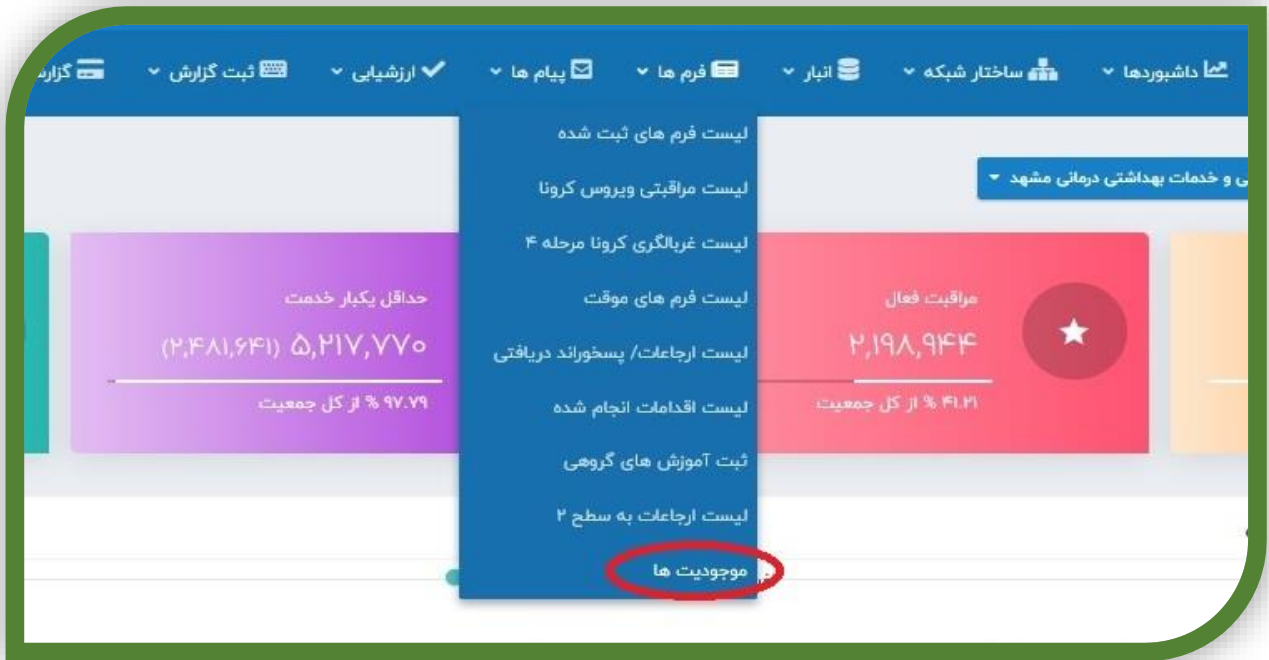 داشبوردها
ساختار شبکه
انبار
فرم ها
پیام ها
ارزشیابی
ثبت گزارش
ی و خدمات بهداشتی درمانی مشهد
لیست فرم های ثبت شده
لیست مراقبتی ویروس کرونا
لیست غربالگری کرونا مرحله ۴
لیست فرم های موقت
لیست ارجاعات/ پسخوراند دریافتی
لیست اقدامات انجام شده
ثبت آموزش های گروهی
لیست ارجاعات به سطح ۲
موجودیت ها
مراقبت فعال
۲,۱۹۸,۹۴۴
۴۱.۲۱ % از کل جمعیت
حداقل یکبار خدمت
۵,۲۱۷,۷۷۰ (۲,۴۸۱,۶۴۱)
۹۷.۷۹ % از کل جمعیت